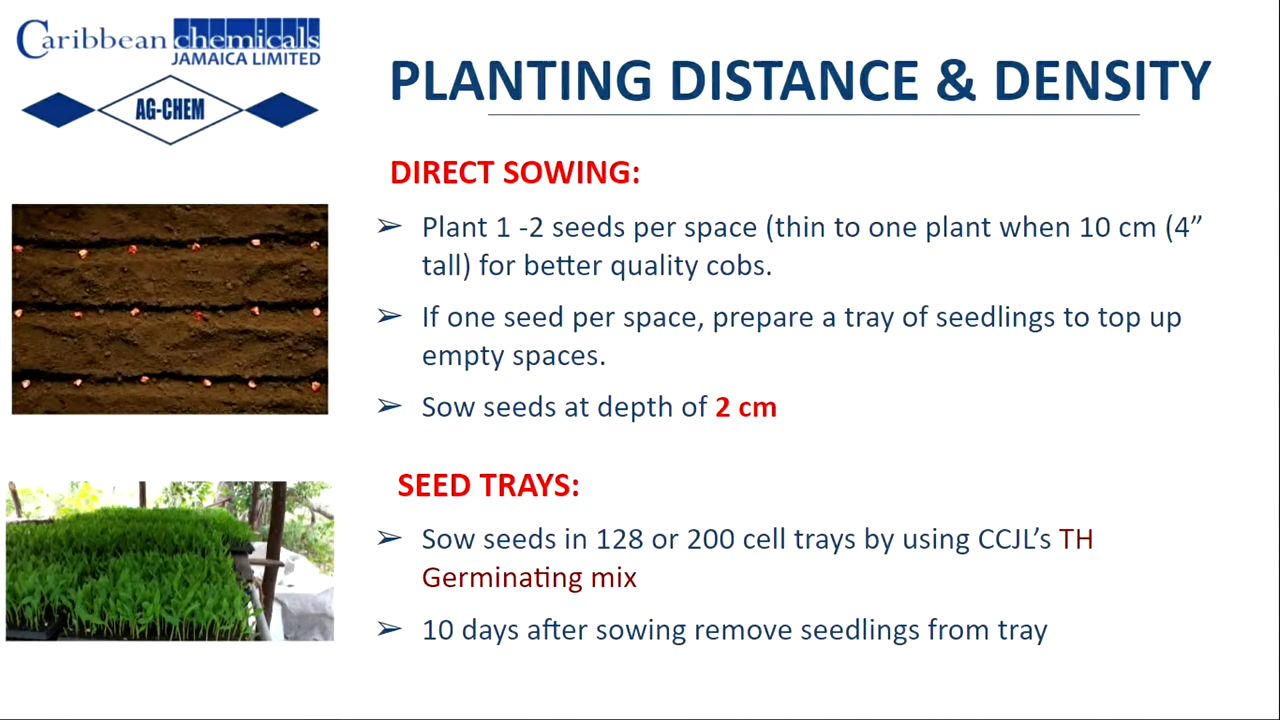 Caribbean chemicals
JAMAICA LIMITED
AG-CHEM
PLANTING DISTANCE & DENSITY
DIRECT SOWING:
➢ Plant 1 -2 seeds per space (thin to one plant when 10 cm (4”
tall) for better quality cobs.
➢ If one seed per space, prepare a tray of seedlings to top up
empty spaces.
➢ Sow seeds at depth of 2 cm
SEED TRAYS:
➢ Sow seeds in 128 or 200 cell trays by using CCJL’s TH
Germinating mix
➢ 10 days after sowing remove seedlings from tray